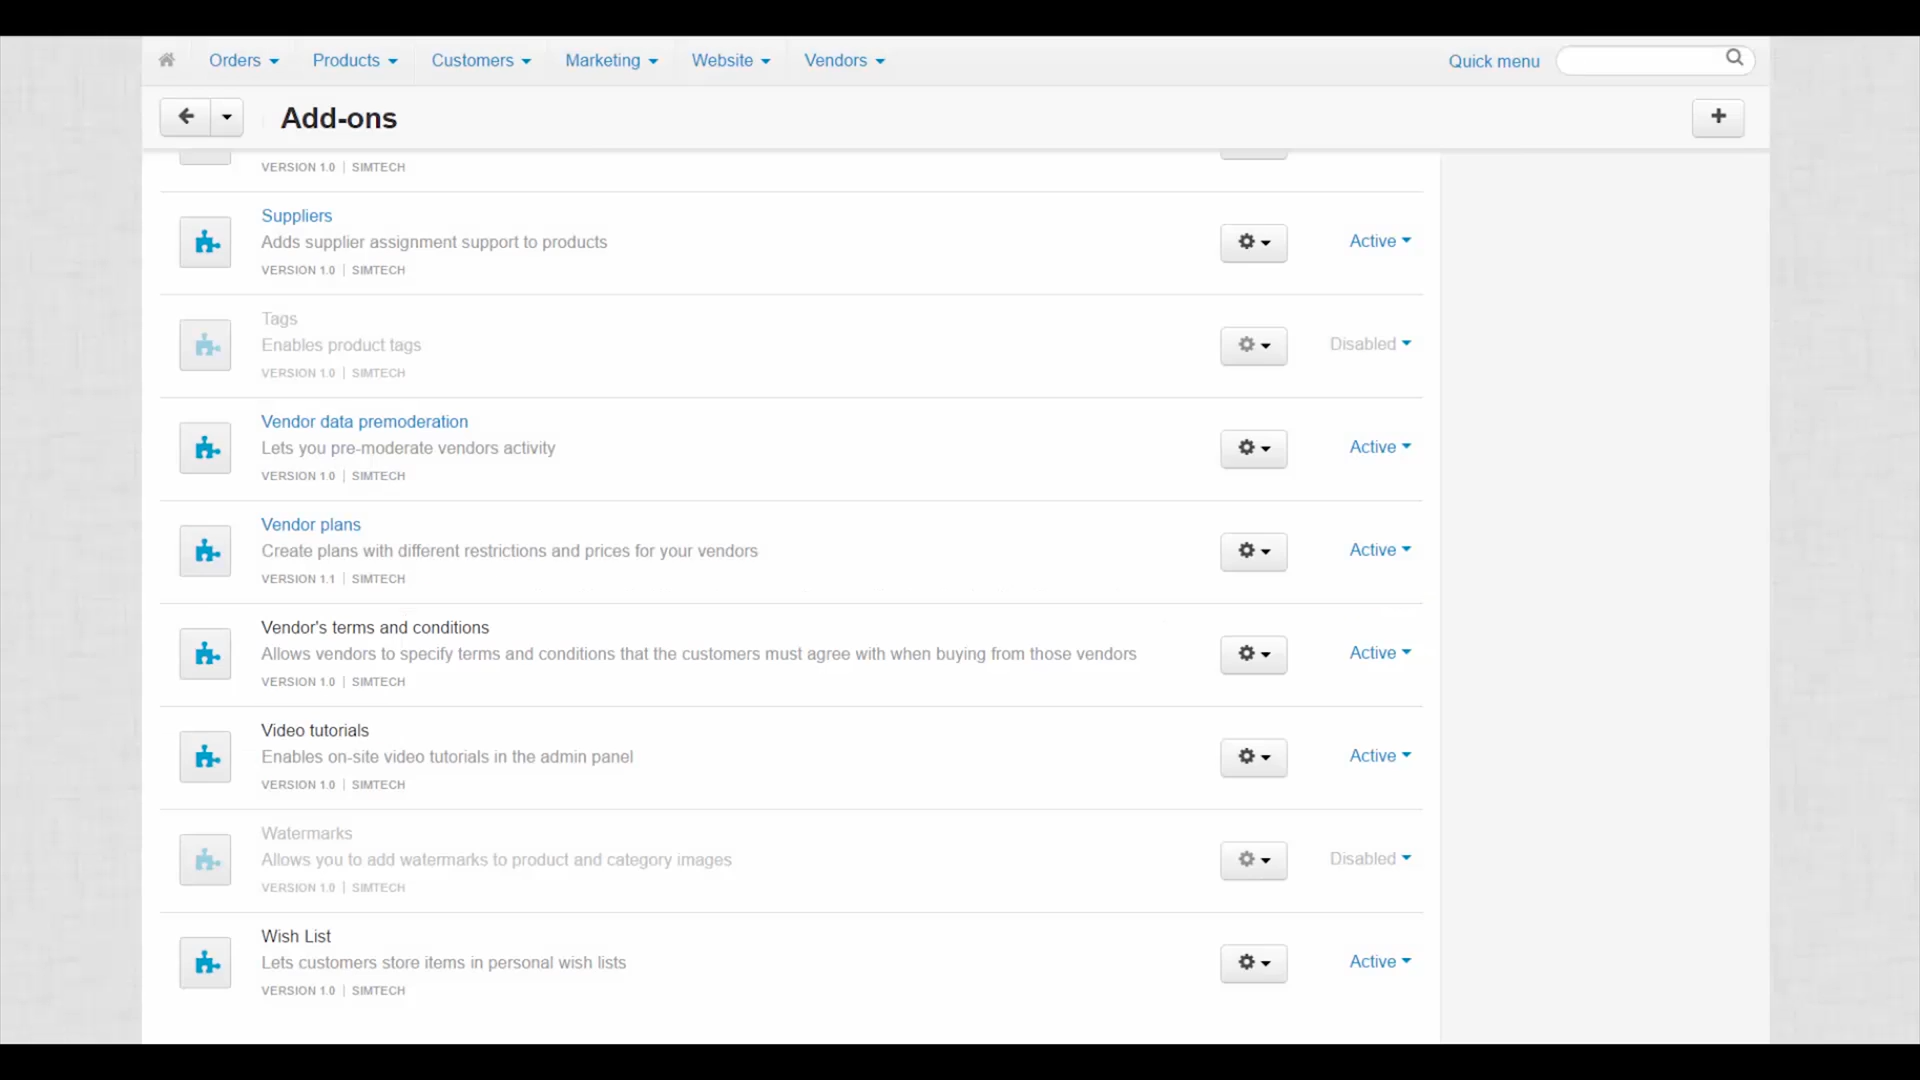 Orders Products Customers Marketing Website Vendors Quick menu
Add-ons
VERSION 1.0 | SIMTECH
Suppliers
Adds supplier assignment support to products Active
VERSION 1.0 | SIMTECH
Tags
Enables product tags Disabled
VERSION 1.0 | SIMTECH
Vendor data premoderation
Lets you pre-moderate vendors activity Active
VERSION 1.0 | SIMTECH
Vendor plans
Create plans with different restrictions and prices for your vendors Active
VERSION 1.1 | SIMTECH
Vendor's terms and conditions
Allows vendors to specify terms and conditions that the customers must agree with when buying from those vendors Active
VERSION 1.0 | SIMTECH
Video tutorials
Enables on-site video tutorials in the admin panel Active
VERSION 1.0 | SIMTECH
Watermarks
Allows you to add watermarks to product and category images Disabled
VERSION 1.0 | SIMTECH
Wish List
Lets customers store items in personal wish lists Active
VERSION 1.0 | SIMTECH